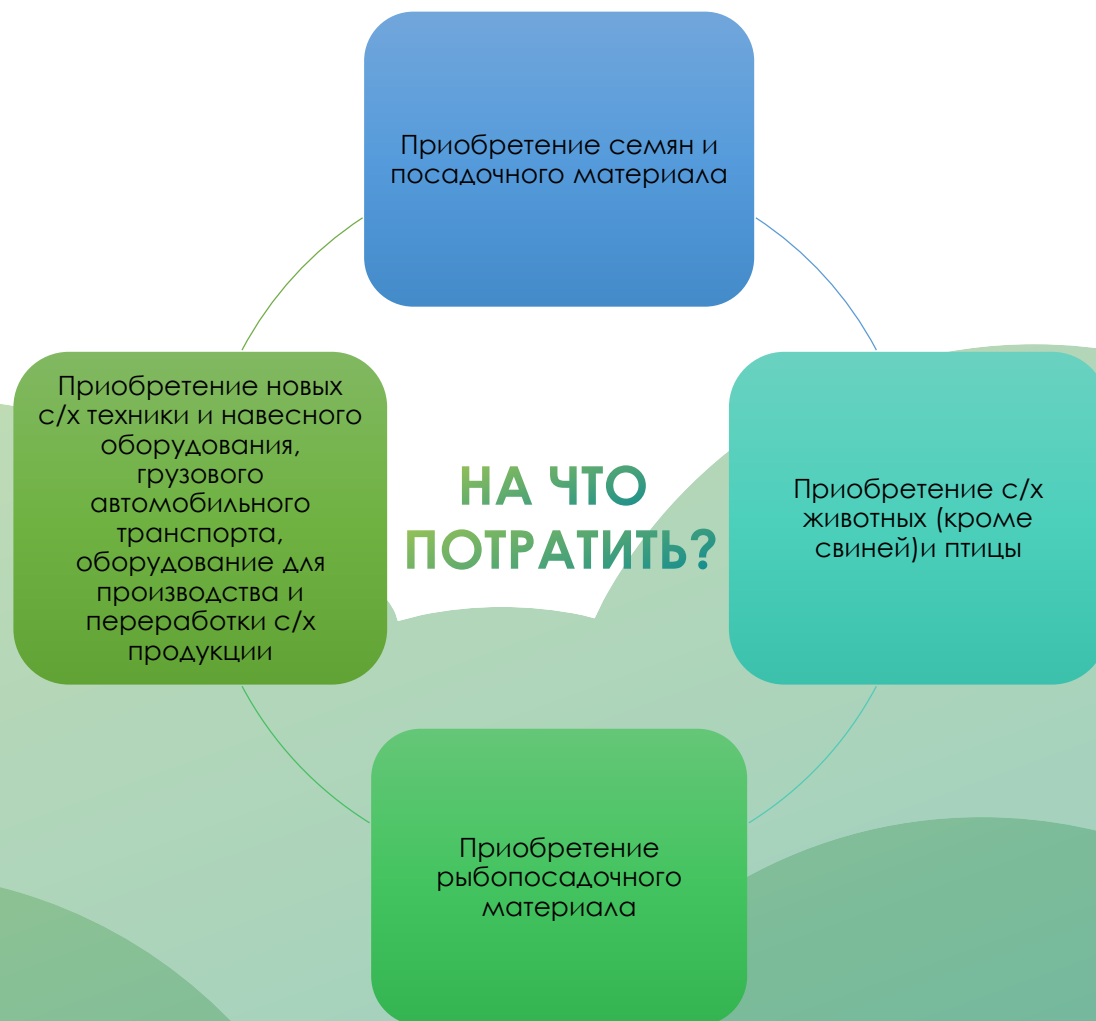 Приобретение семян и
посадочного материала
Приобретение новых
с/х техники и навесного
оборудования,
грузового
автомобильного
транспорта,
оборудование для
производства и
переработки с/х
продукции
НА ЧТО
ПОТРАТИТЬ?
Приобретение с/х
животных (кроме
свиней)и птицы
Приобретение
рыбопосадочного
материала